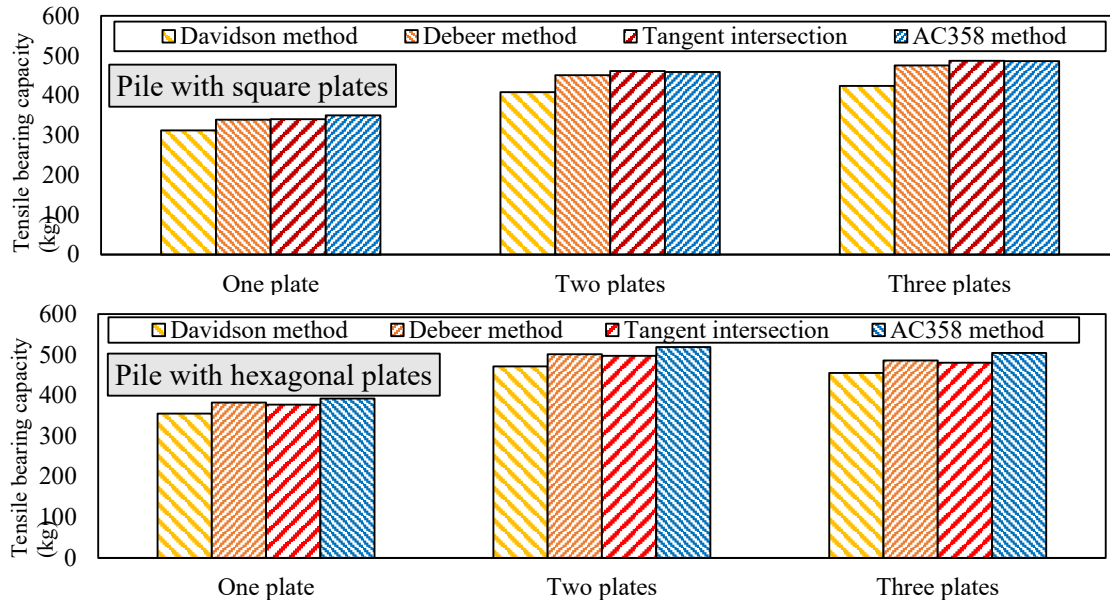 600
Davidson method Debeer method Tangent intersection AC358 method
500
Pile with square plates
400
300
200
100
0
Tensile bearing capacity
(kg)
One plate Two plates Three plates
600
Davidson method Debeer method Tangent intersection AC358 method
500
Pile with hexagonal plates
400
300
200
100
0
Tensile bearing capacity
(kg)
One plate Two plates Three plates